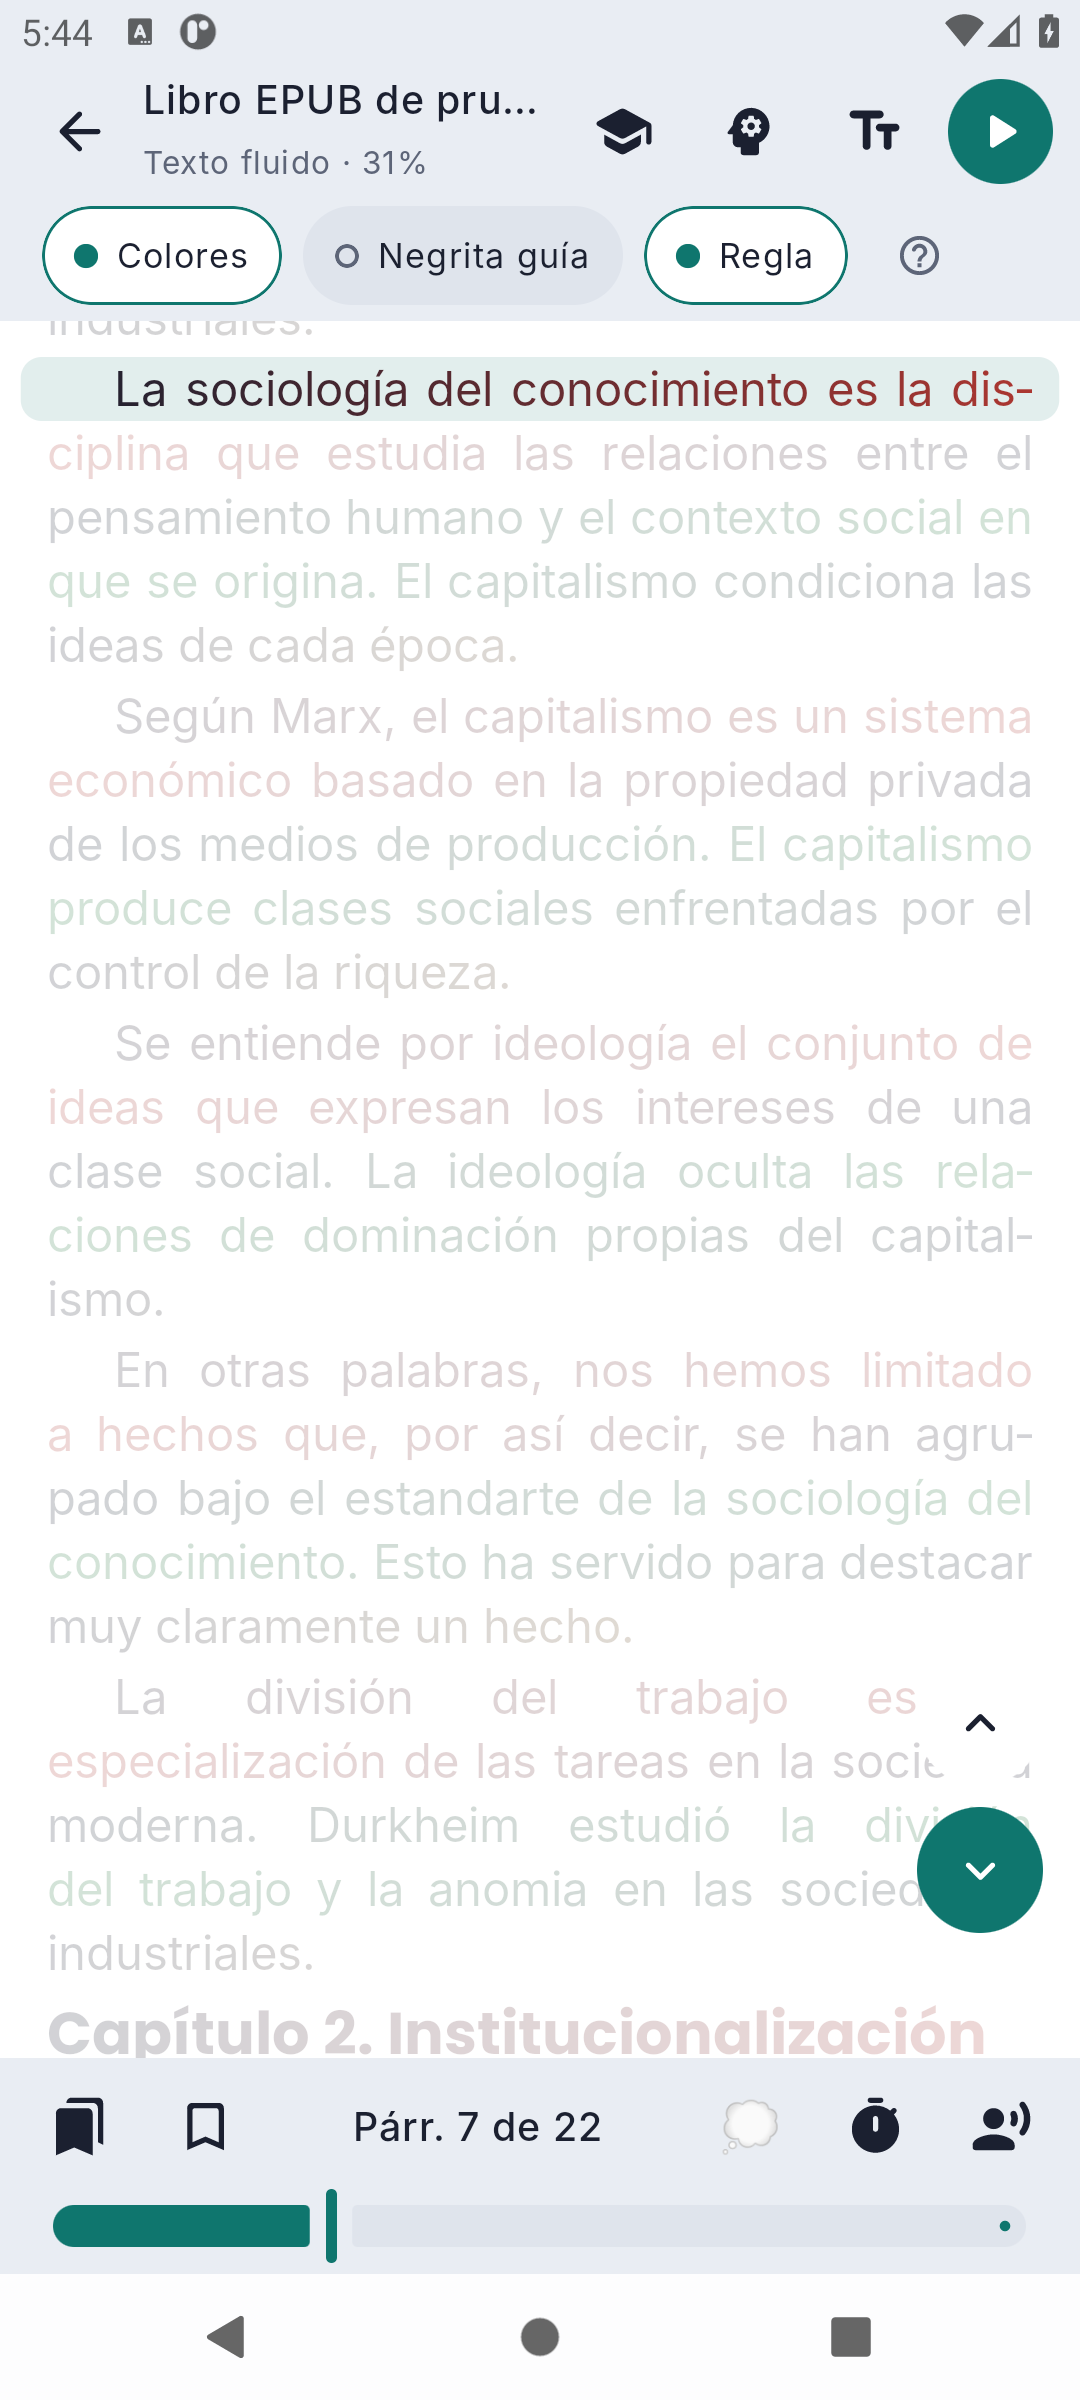 5:44
Libro EPUB de pru...
Texto fluido · 31%
Colores
Negrita guía
Regla
industriales.
La sociología del conocimiento es la dis-
ciplina que estudia las relaciones entre el
pensamiento humano y el contexto social en
que se origina. El capitalismo condiciona las
ideas de cada época.
Según Marx, el capitalismo es un sistema
económico basado en la propiedad privada
de los medios de producción. El capitalismo
produce clases sociales enfrentadas por el
control de la riqueza.
Se entiende por ideología el conjunto de
ideas que expresan los intereses de una
clase social. La ideología oculta las rela-
ciones de dominación propias del capital-
ismo.
En otras palabras, nos hemos limitado
a hechos que, por así decir, se han agru-
pado bajo el estandarte de la sociología del
conocimiento. Esto ha servido para destacar
muy claramente un hecho.
La división del trabajo es
especialización de las tareas en la
moderna. Durkheim estudió la
del trabajo y la anomia en las
industriales.
Capítulo 2. Institucionalización
Párr. 7 de 22